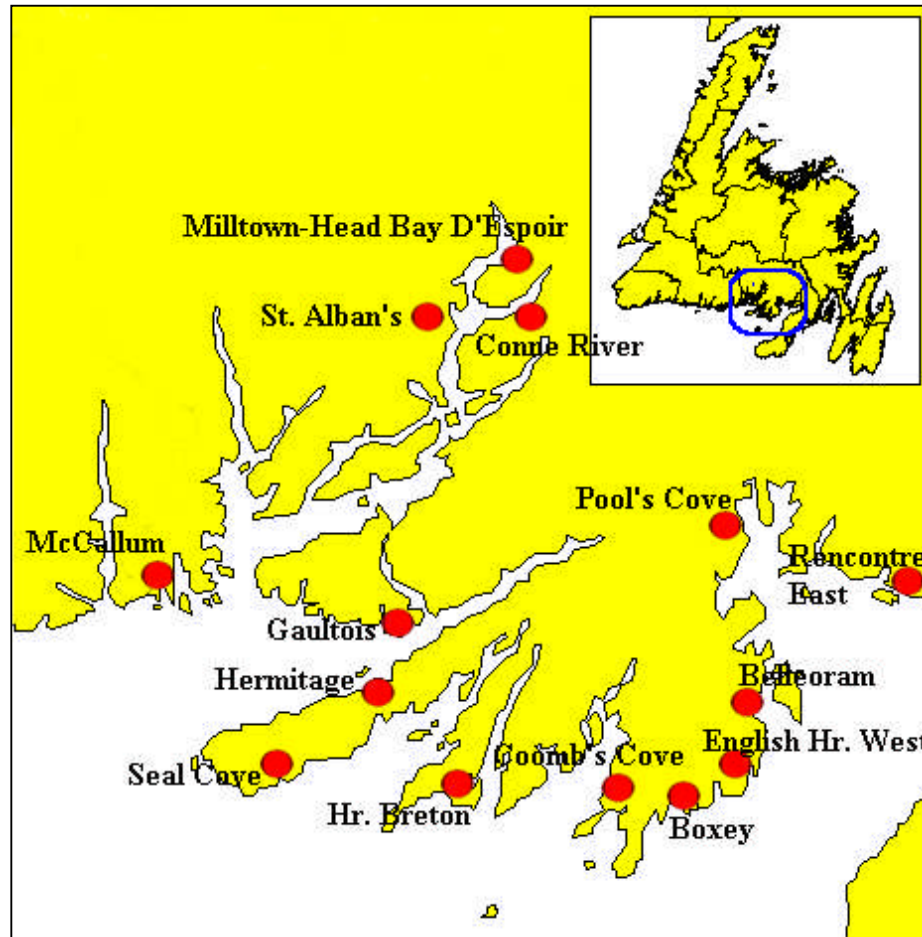 Milltown-Head Bay D'Espoir
St. Alban's
Conne River
Pool's Cove
McCallum
Rencontre
East
Gaultois
Hermitage
Belleoram
English Hr. West
Coomb's Cove
Seal Cove
Hr. Breton
Boxey